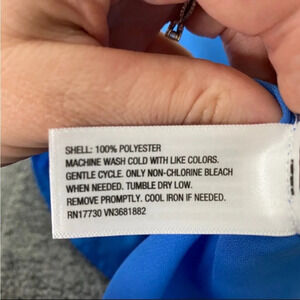 SHELL: 100% POLYESTER
MACHINE WASH COLD WITH LIKE COLORS.
GENTLE CYCLE. ONLY NON-CHLORINE BLEACH
WHEN NEEDED. TUMBLE DRY LOW.
REMOVE PROMPTLY. COOL IRON IF NEEDED.
RN17730 VN3681882